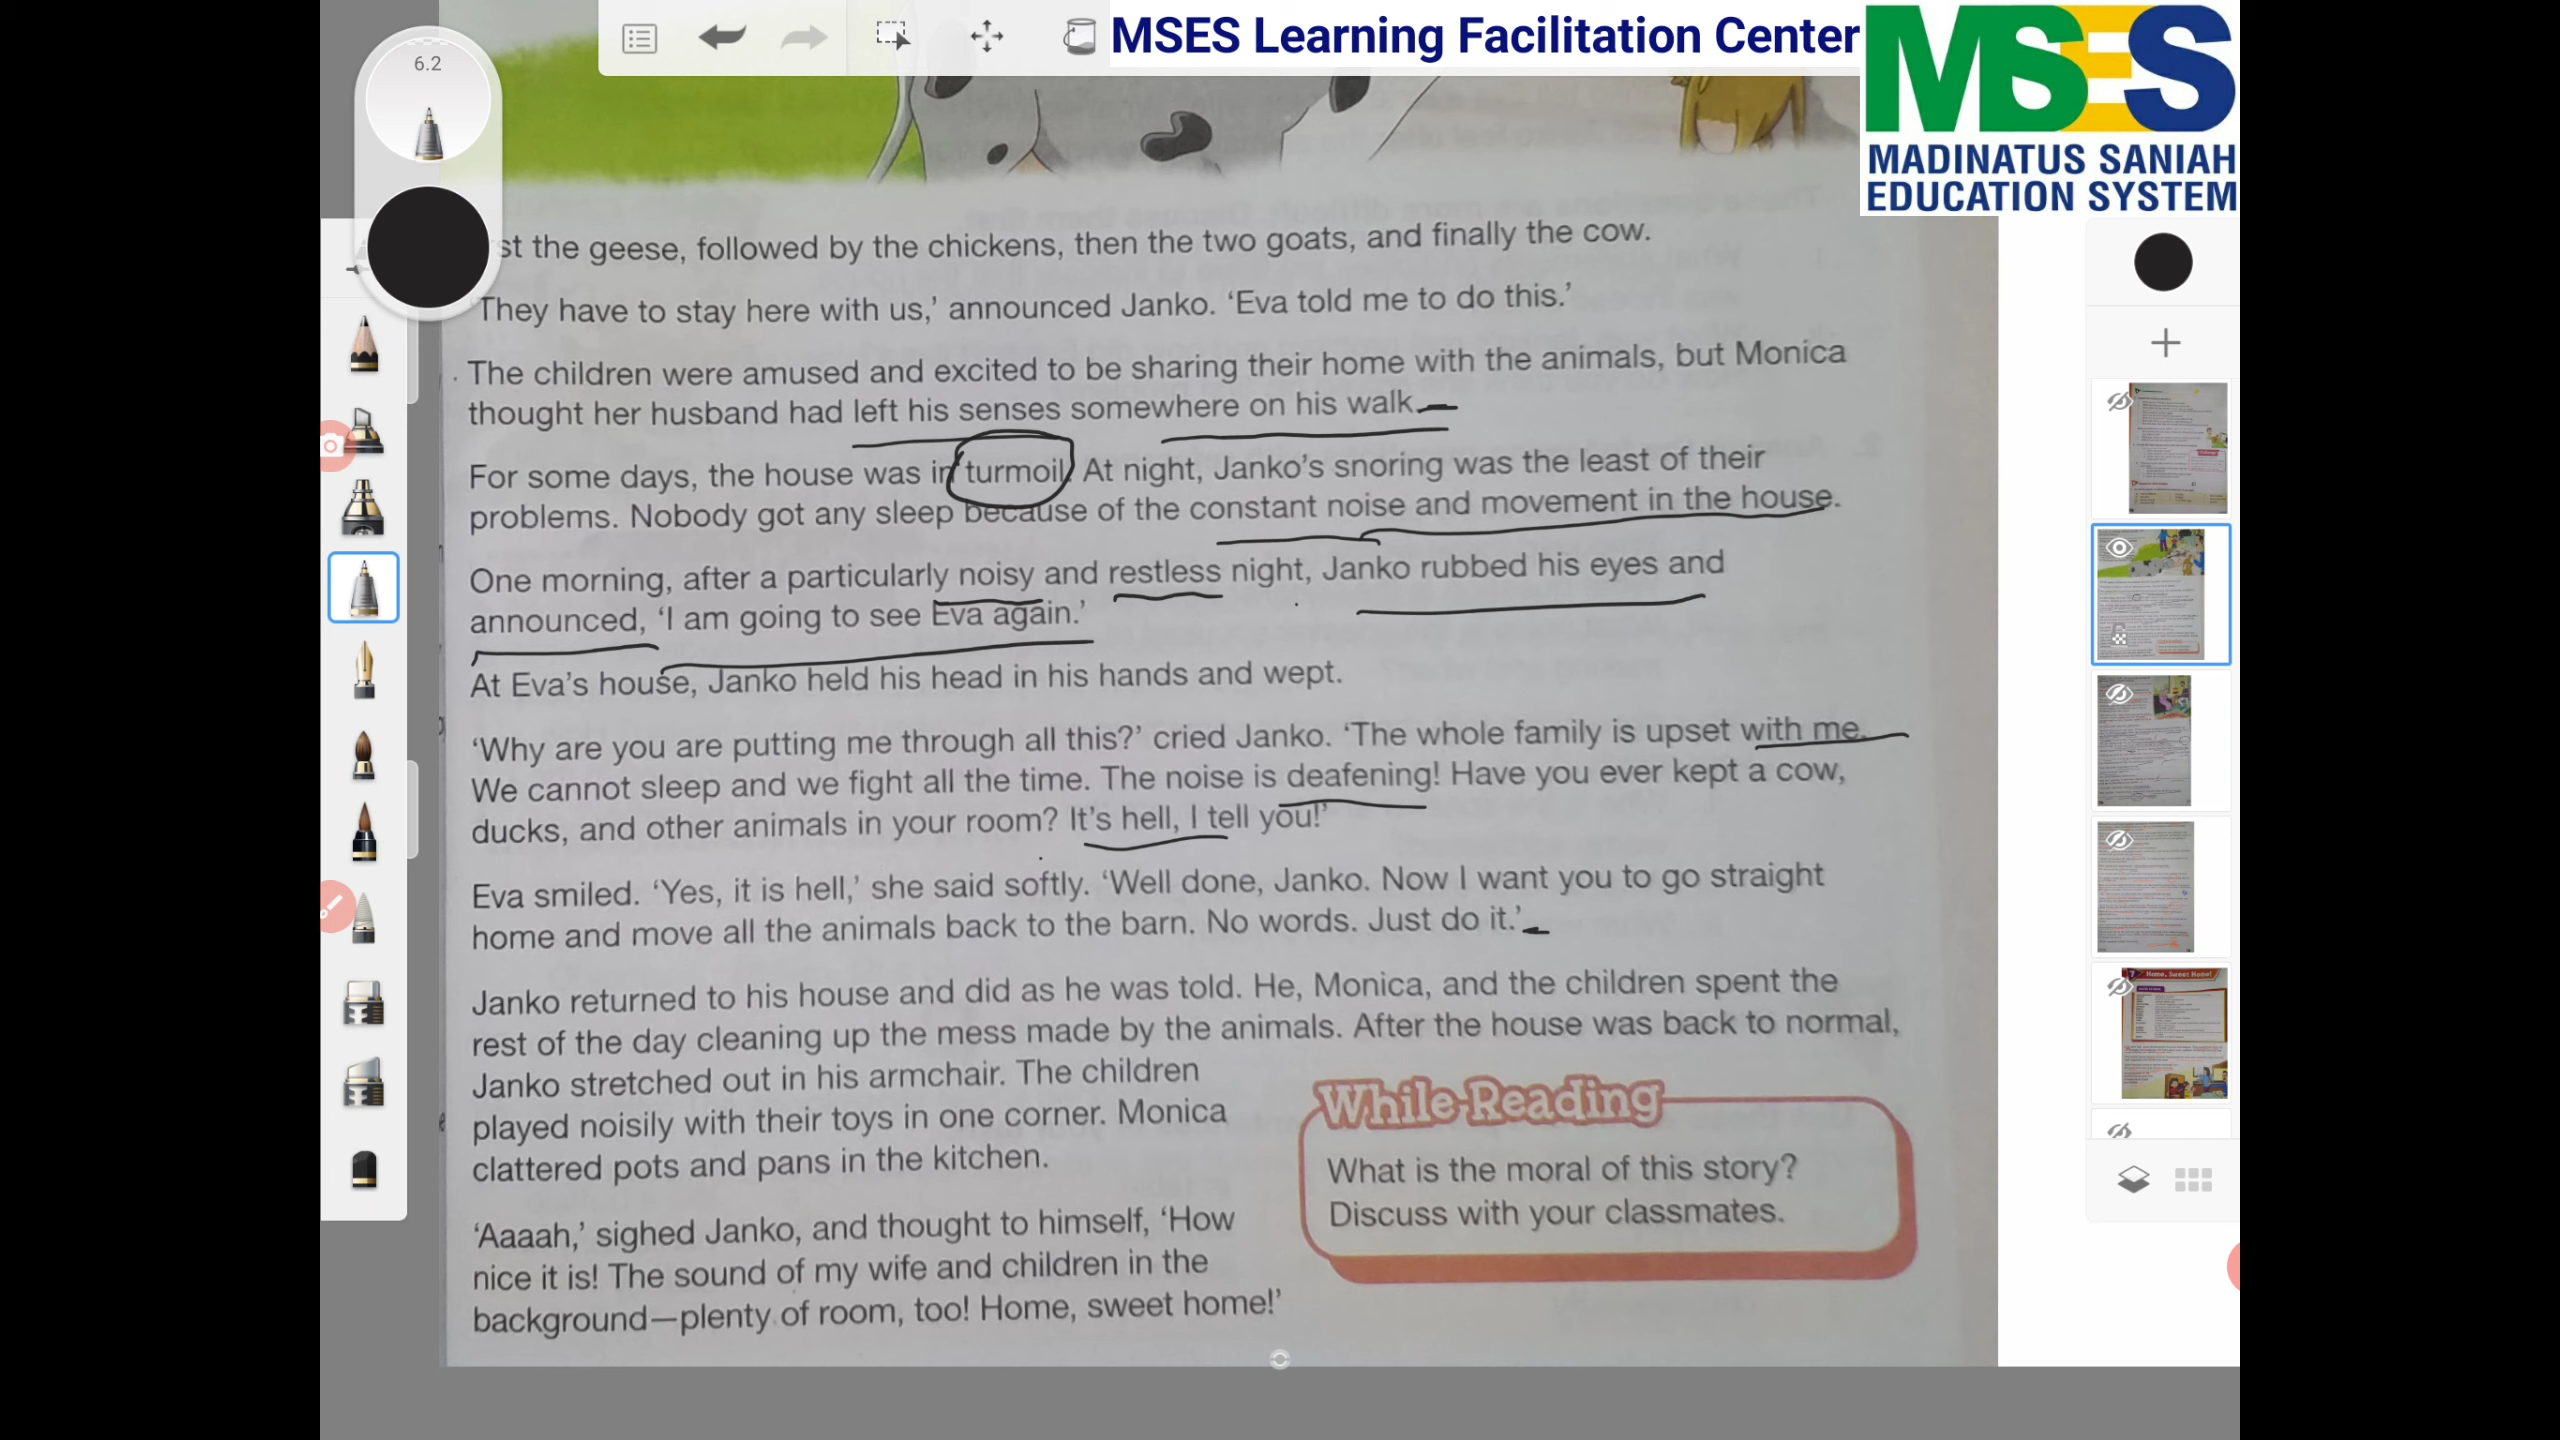 6.2
MSES Learning Facilitation Center
MSES
MADINATUS SANIAH
EDUCATION SYSTEM
st the geese, followed by the chickens, then the two goats, and finally the cow.
'They have to stay here with us,' announced Janko. 'Eva told me to do this.'
The children were amused and excited to be sharing their home with the animals, but Monica
thought her husband had left his senses somewhere on his walk.
For some days, the house was in turmoil. At night, Janko's snoring was the least of their
problems. Nobody got any sleep because of the constant noise and movement in the house.
One morning, after a particularly noisy and restless night, Janko rubbed his eyes and
announced, 'I am going to see Eva again.'
At Eva's house, Janko held his head in his hands and wept.
'Why are you are putting me through all this?' cried Janko. 'The whole family is upset with me.
We cannot sleep and we fight all the time. The noise is deafening! Have you ever kept a cow,
ducks, and other animals in your room? It's hell, I tell you!'
Eva smiled. 'Yes, it is hell,' she said softly. 'Well done, Janko. Now I want you to go straight
home and move all the animals back to the barn. No words. Just do it.'
Janko returned to his house and did as he was told. He, Monica, and the children spent the
rest of the day cleaning up the mess made by the animals. After the house was back to normal,
Janko stretched out in his armchair. The children
played noisily with their toys in one corner. Monica
clattered pots and pans in the kitchen.
'Aaaah,' sighed Janko, and thought to himself, 'How
nice it is! The sound of my wife and children in the
background—plenty of room, too! Home, sweet home!'
While-Reading
What is the moral of this story?
Discuss with your classmates.
7 Home, Sweet Home!